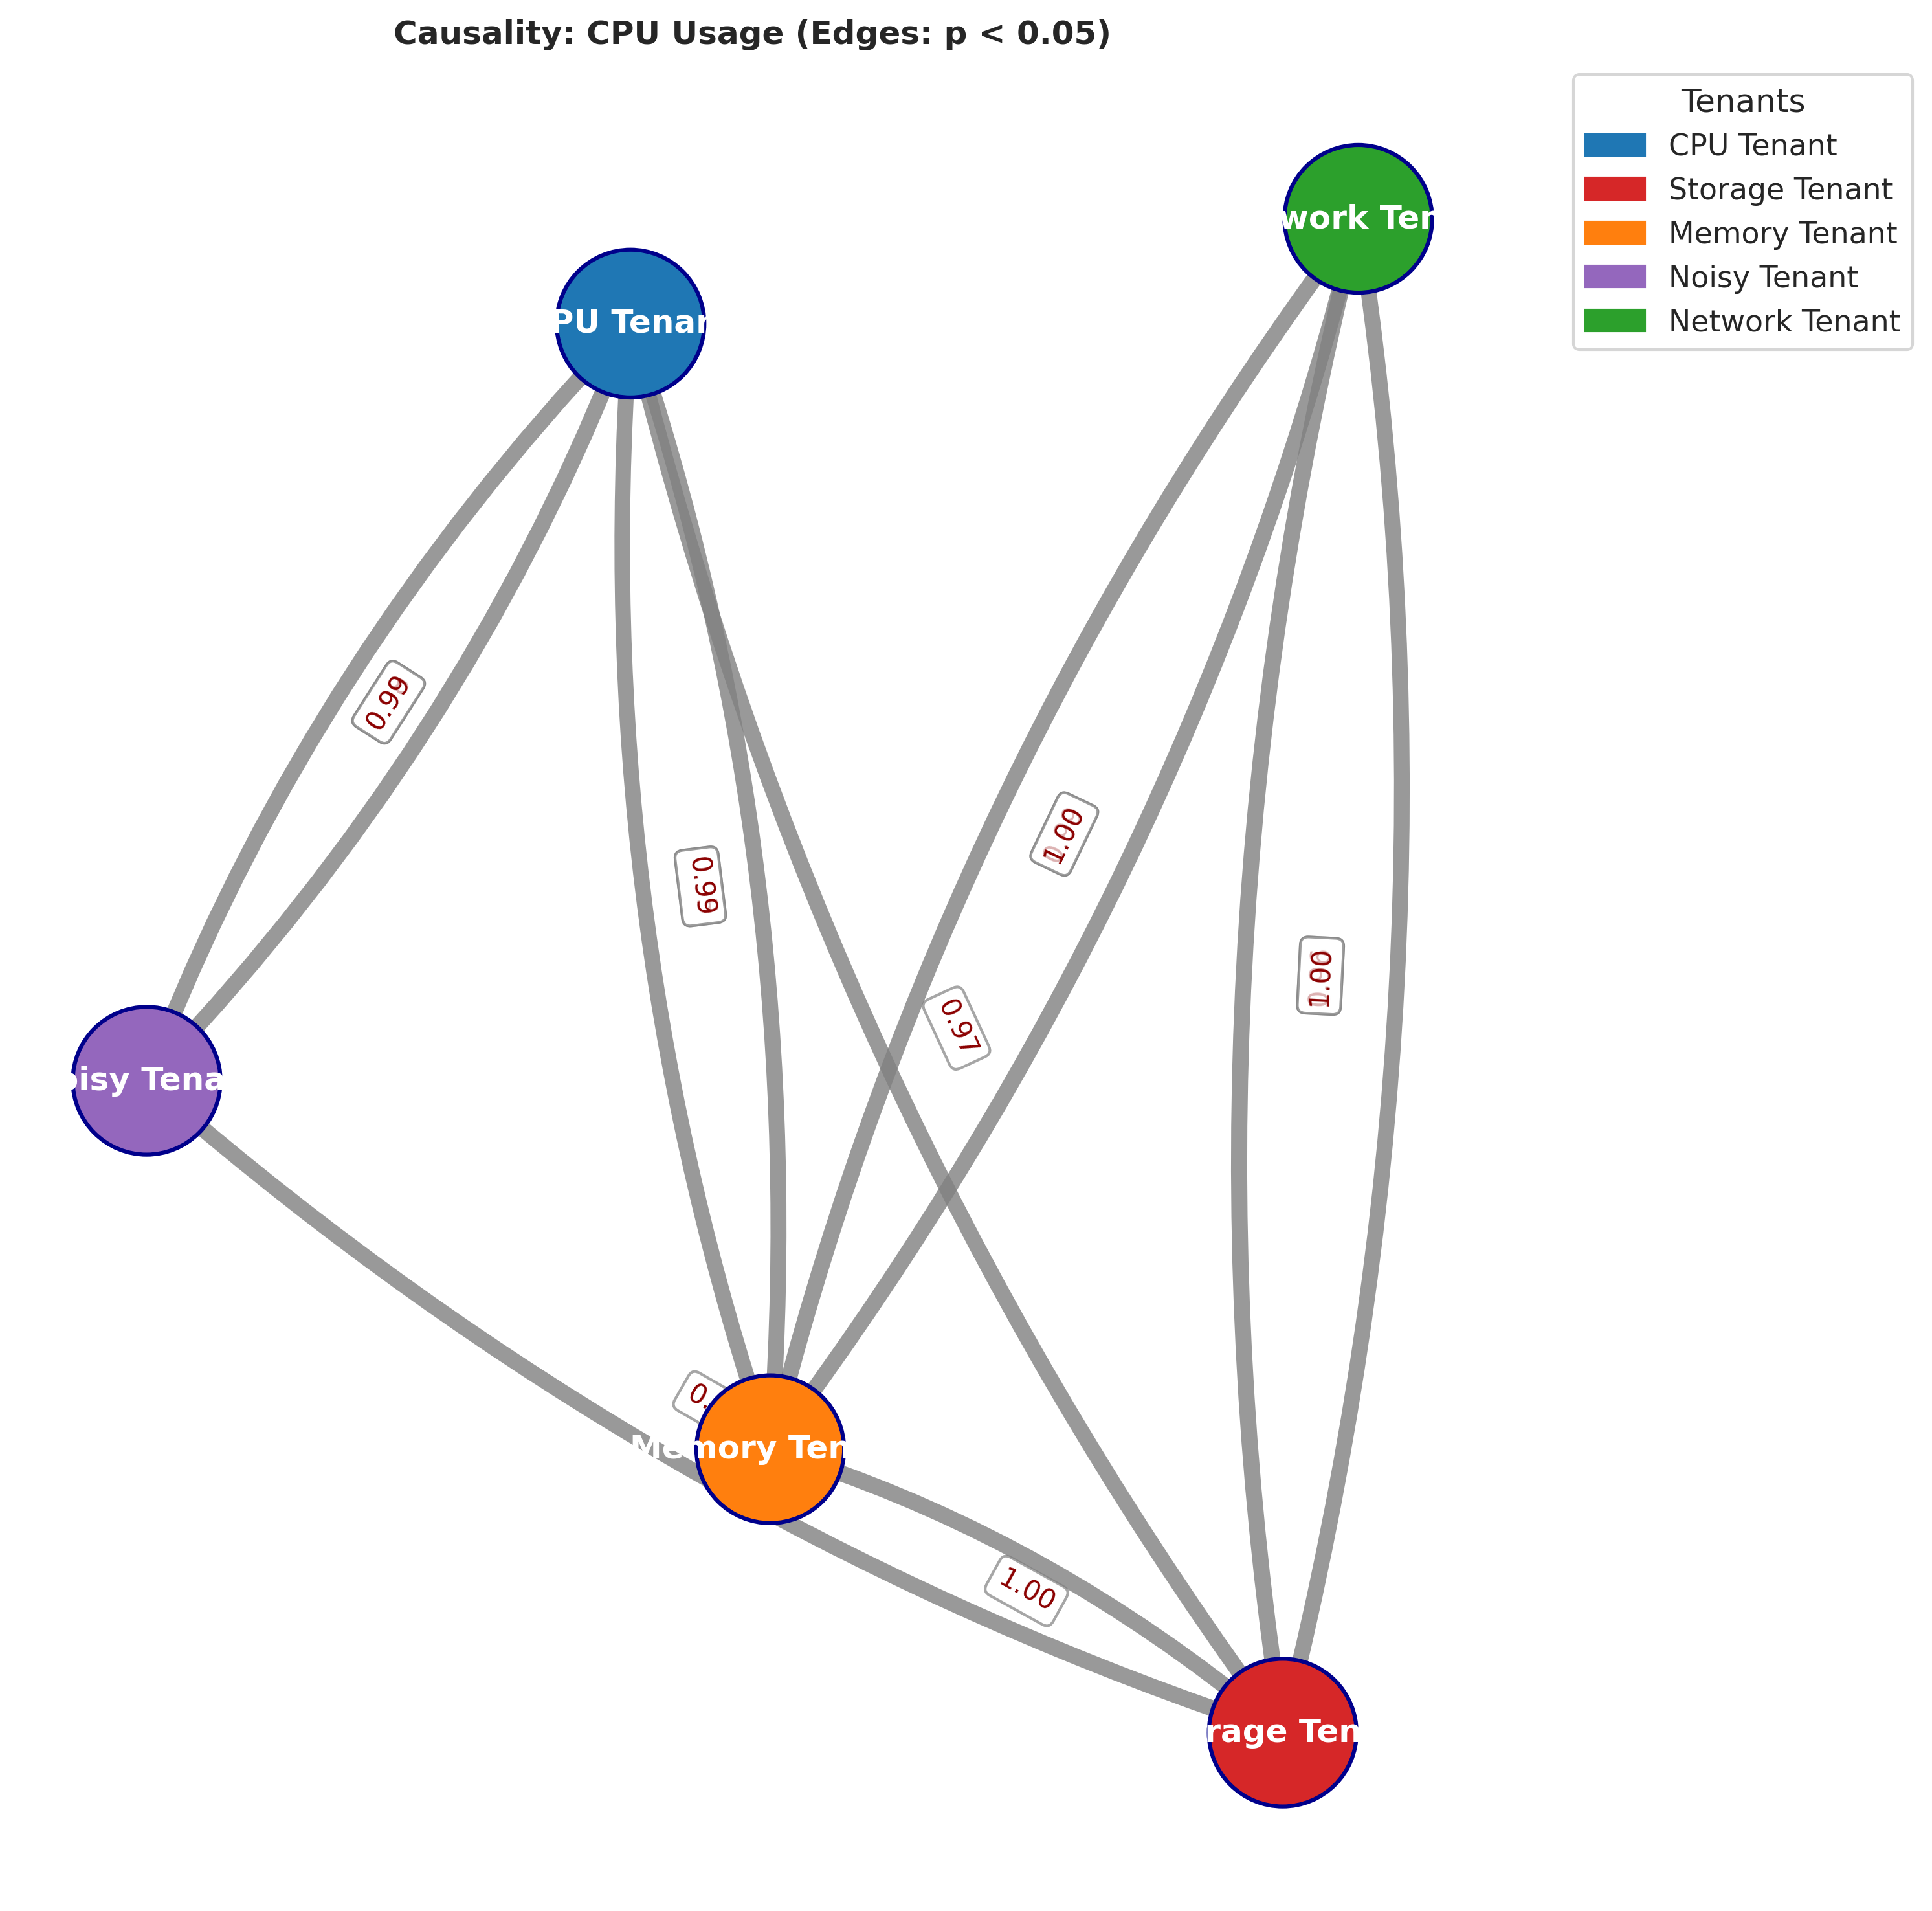 Causality: CPU Usage (Edges: p < 0.05)
Tenants
CPU Tenant
Storage Tenant
Memory Tenant
Noisy Tenant
Network Tenant
work Ten
PU Tenan
0.99
1.00
0.99
1.00
0.97
oisy Tena
0.
Memory Ten
1.00
rage Ten